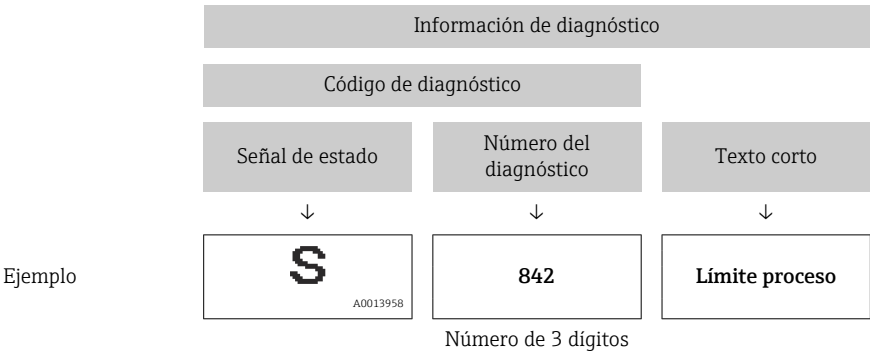 Información de diagnóstico
Código de diagnóstico
Señal de estado
Número del
diagnóstico
Texto corto
↓ ↓ ↓
Ejemplo
S
A0013958
842
Límite proceso
Número de 3 dígitos